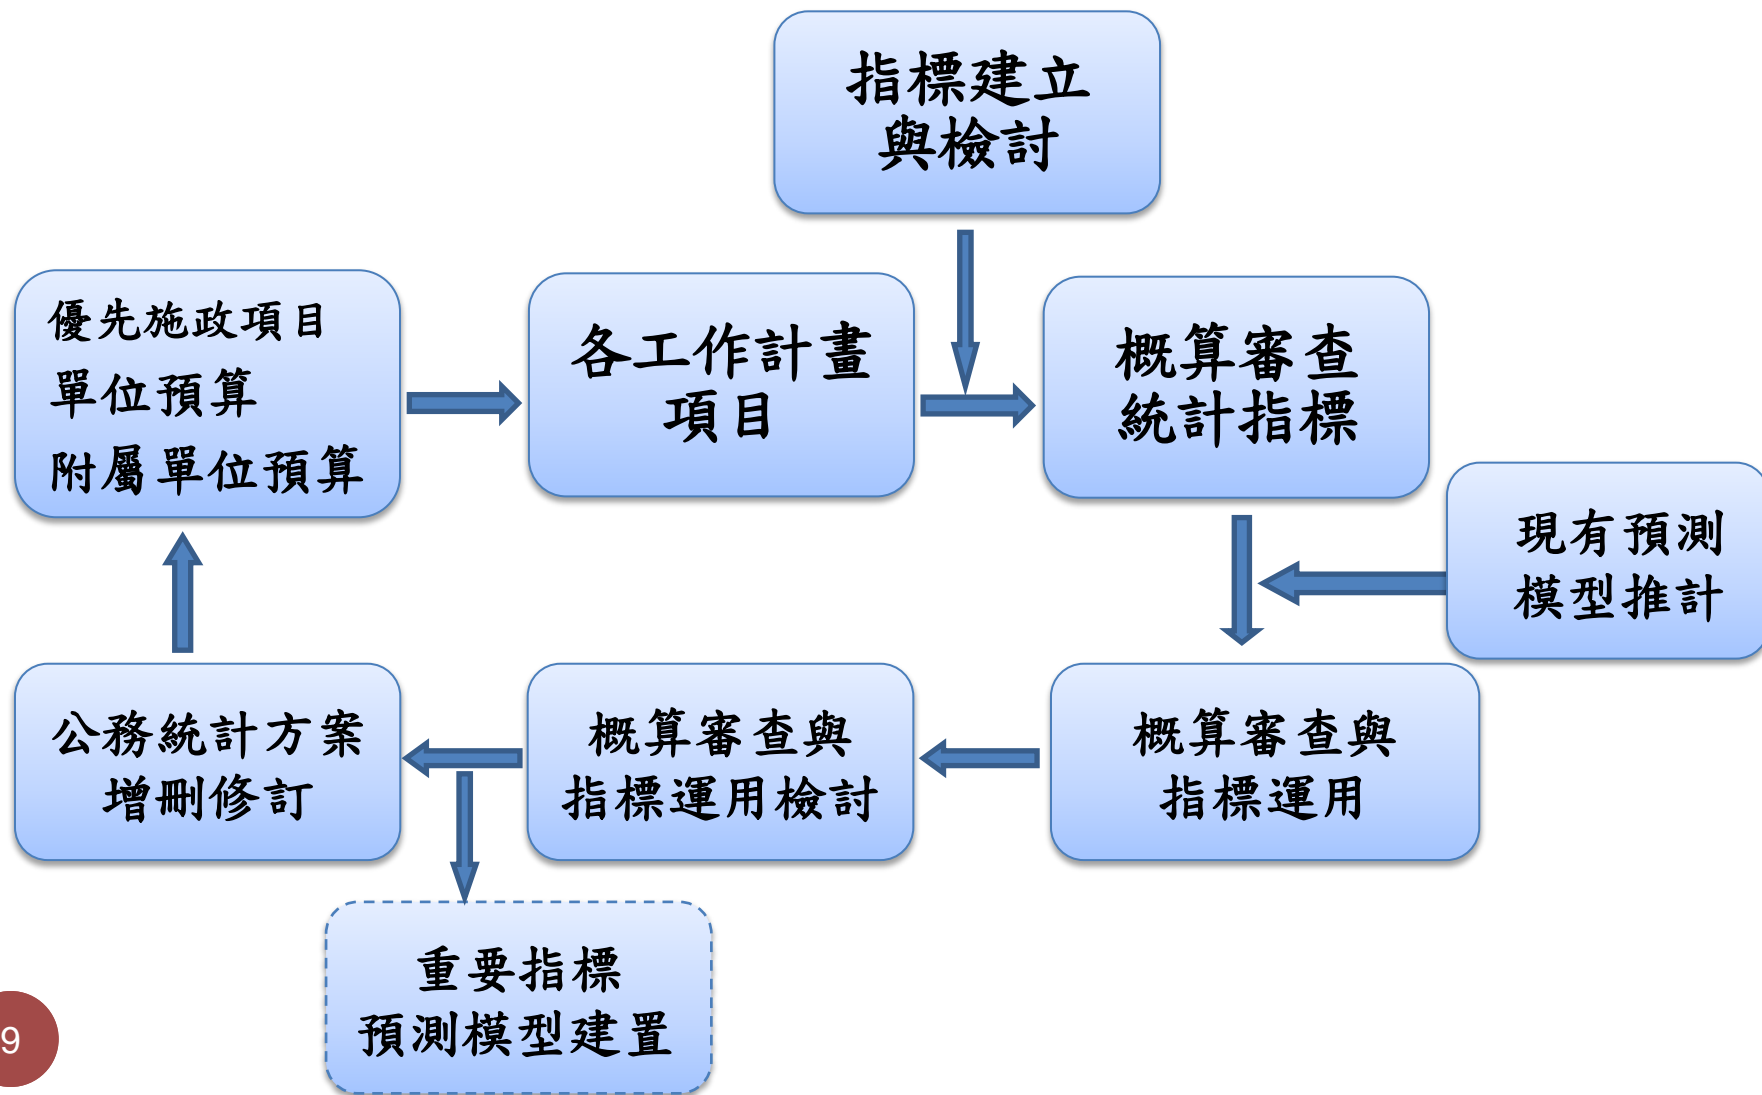 指標建立
與檢討
優先施政項目
單位預算
附屬單位預算
各工作計畫
項目
概算審查
統計指標
現有預測
模型推計
公務統計方案
增刪修訂
概算審查與
指標運用檢討
概算審查與
指標運用
重要指標
預測模型建置
9